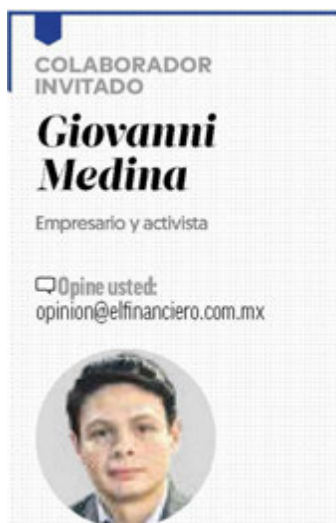 COLABORADOR
INVITADO
Giovanni
Medina
Empresario y activista
Opine usted:
opinion@elfinanciero.com.mx